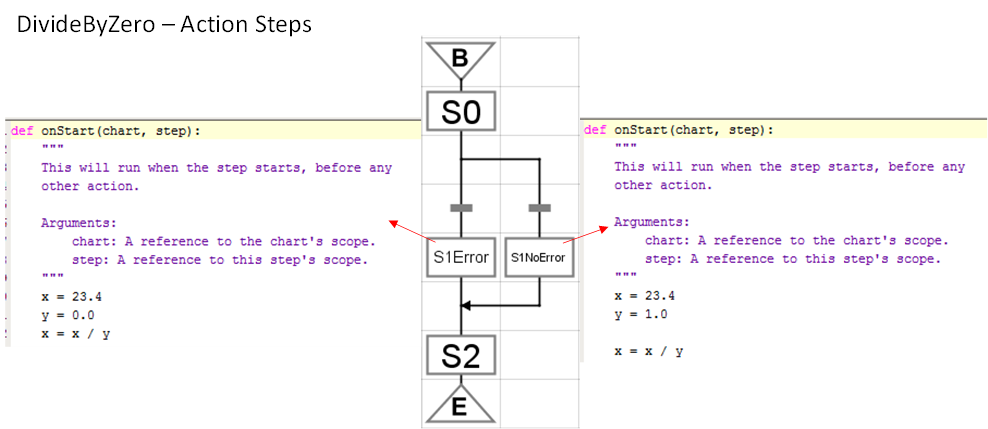 DivideByZero – Action Steps
def onStart(chart, step):
"""
This will run when the step starts, before any
other action.
Arguments:
chart: A reference to the chart's scope.
step: A reference to this step's scope.
"""
x = 23.4
y = 0.0
x = x / y
B
S0
S1Error
S1NoError
S2
E
def onStart(chart, step):
"""
This will run when the step starts, before any
other action.
Arguments:
chart: A reference to the chart's scope.
step: A reference to this step's scope.
"""
x = 23.4
y = 1.0
x = x / y